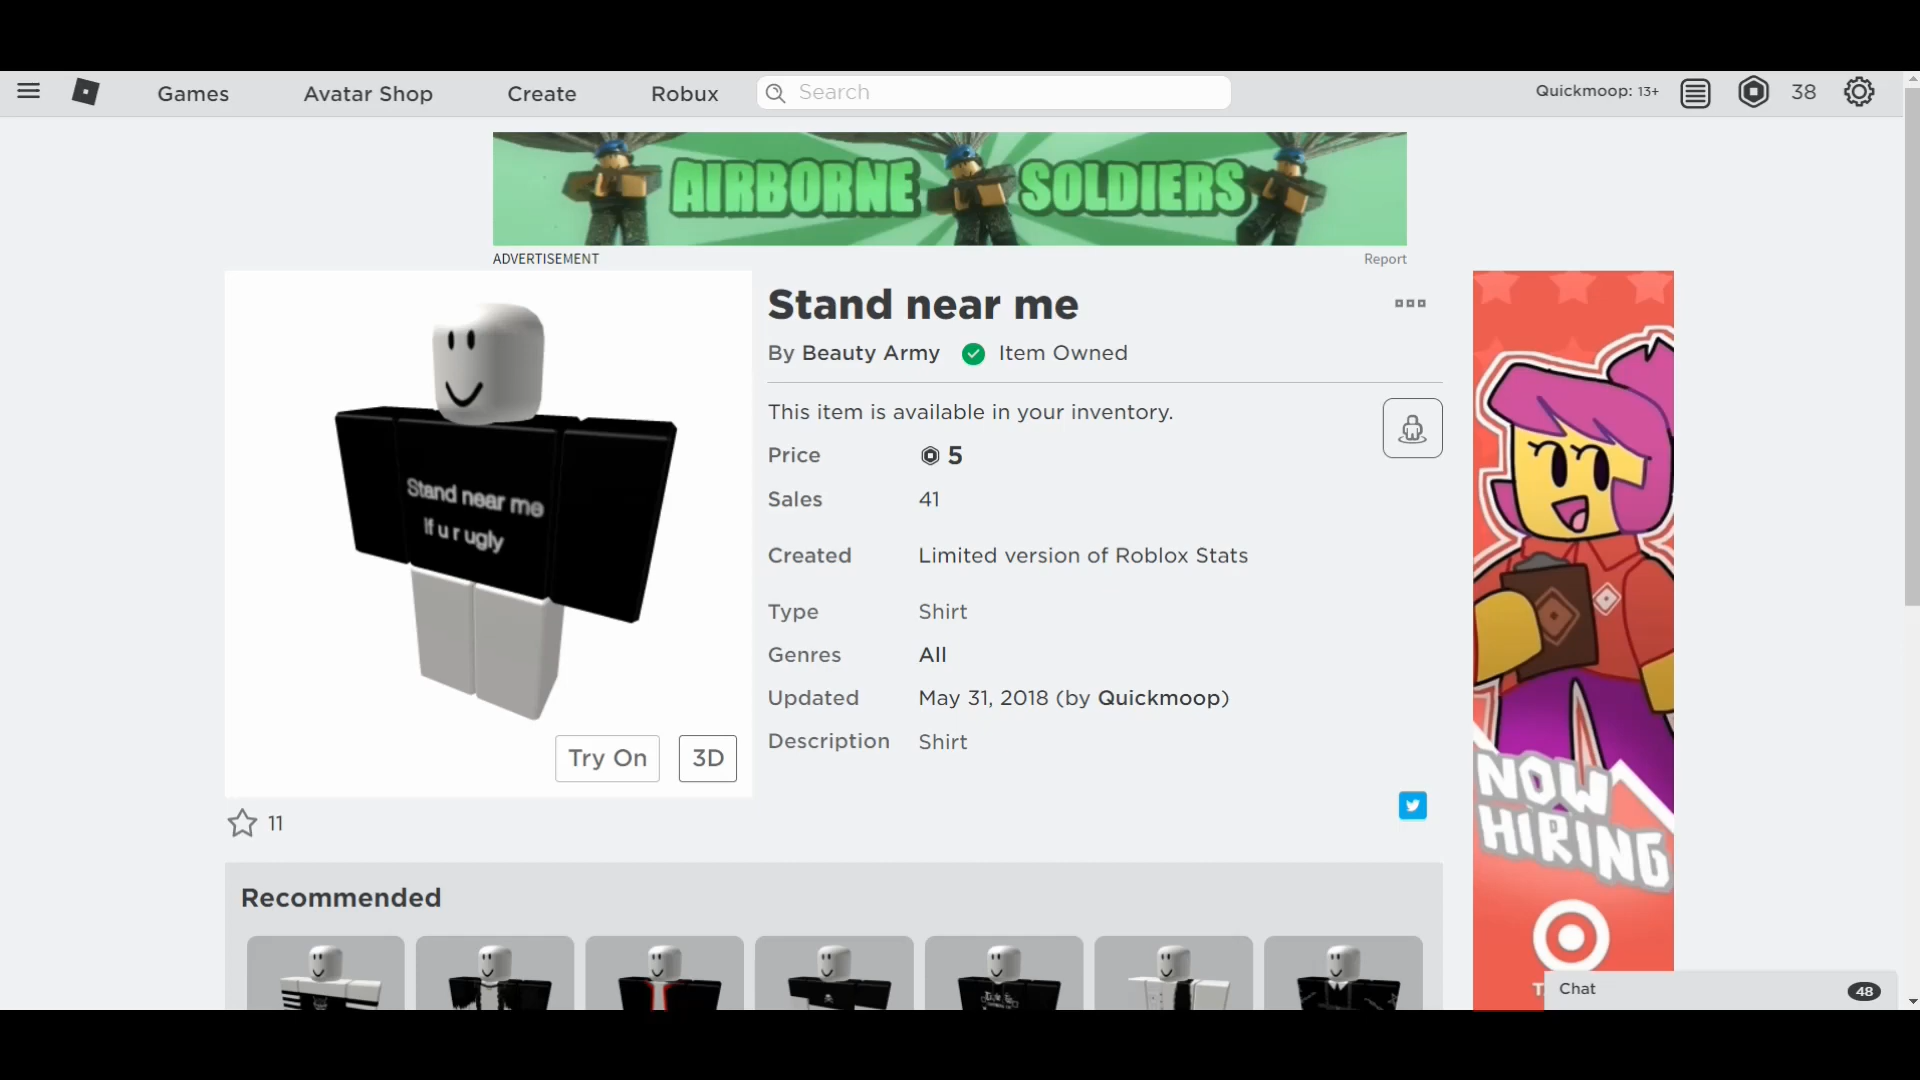 Games
Avatar Shop
Create
Robux
Search
Quickmoop: 13+
38
AIRBORNE SOLDIERS
ADVERTISEMENT
Report
Stand near me
By Beauty Army
Item Owned
This item is available in your inventory.
Price 5
Sales 41
Created Limited version of Roblox Stats
Type Shirt
Genres All
Updated May 31, 2018 (by Quickmoop)
Description Shirt
Stand near me
If u r ugly
Try On
3D
11
NOW
HIRING
Recommended
Chat
48